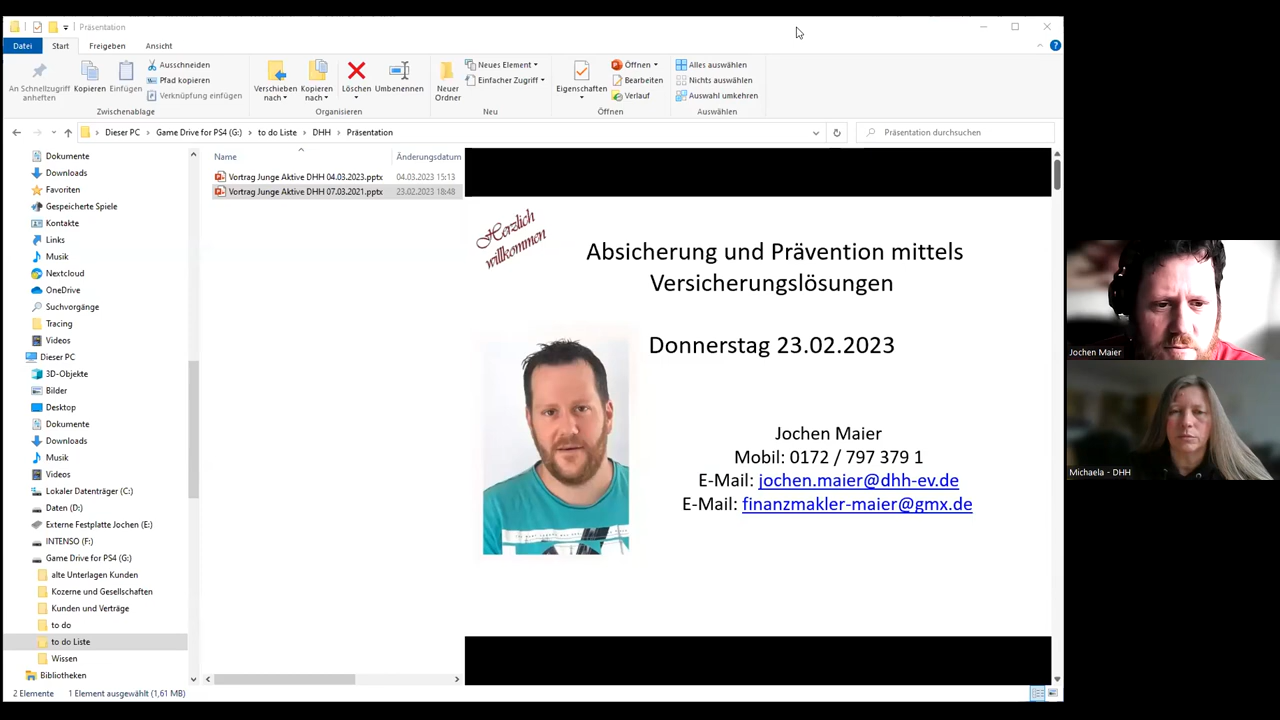 Präsentation
Datei Start Freigeben Ansicht
An Schnellzugriff anheften
Kopieren
Einfügen
Ausschneiden
Pfad kopieren
Verknüpfung einfügen
Zwischenablage
Verschieben nach
Kopieren nach
Löschen
Umbenennen
Organisieren
Neuer Ordner
Neues Element
Einfacher Zugriff
Neu
Eigenschaften
Öffnen
Bearbeiten
Verlauf
Öffnen
Alles auswählen
Nichts auswählen
Auswahl umkehren
Auswählen
Dieser PC > Game Drive for PS4 (G:) > to do Liste > DHH > Präsentation
Präsentation durchsuchen
Dokumente
Downloads
Favoriten
Gespeicherte Spiele
Kontakte
Links
Musik
Nextcloud
OneDrive
Suchvorgänge
Tracing
Videos
Dieser PC
3D-Objekte
Bilder
Desktop
Dokumente
Downloads
Musik
Videos
Lokaler Datenträger (C:)
Daten (D:)
Externe Festplatte Jochen (E:)
INTENSO (F:)
Game Drive for PS4 (G:)
alte Unterlagen Kunden
Kozerne und Gesellschaften
Kunden und Verträge
to do
to do Liste
Wissen
Bibliotheken
Name Änderungsdatum
Vortrag Junge Aktive DHH 04.03.2023.pptx 04.03.2023 15:13
Vortrag Junge Aktive DHH 07.03.2021.pptx 23.02.2023 18:48
Herzlich
willkommen
Absicherung und Prävention mittels
Versicherungslösungen
Donnerstag 23.02.2023
Jochen Maier
Mobil: 0172 / 797 379 1
E-Mail: jochen.maier@dhh-ev.de
E-Mail: finanzmakler-maier@gmx.de
Jochen Maier
Michaela - DHH
2 Elemente 1 Element ausgewählt (1,61 MB)